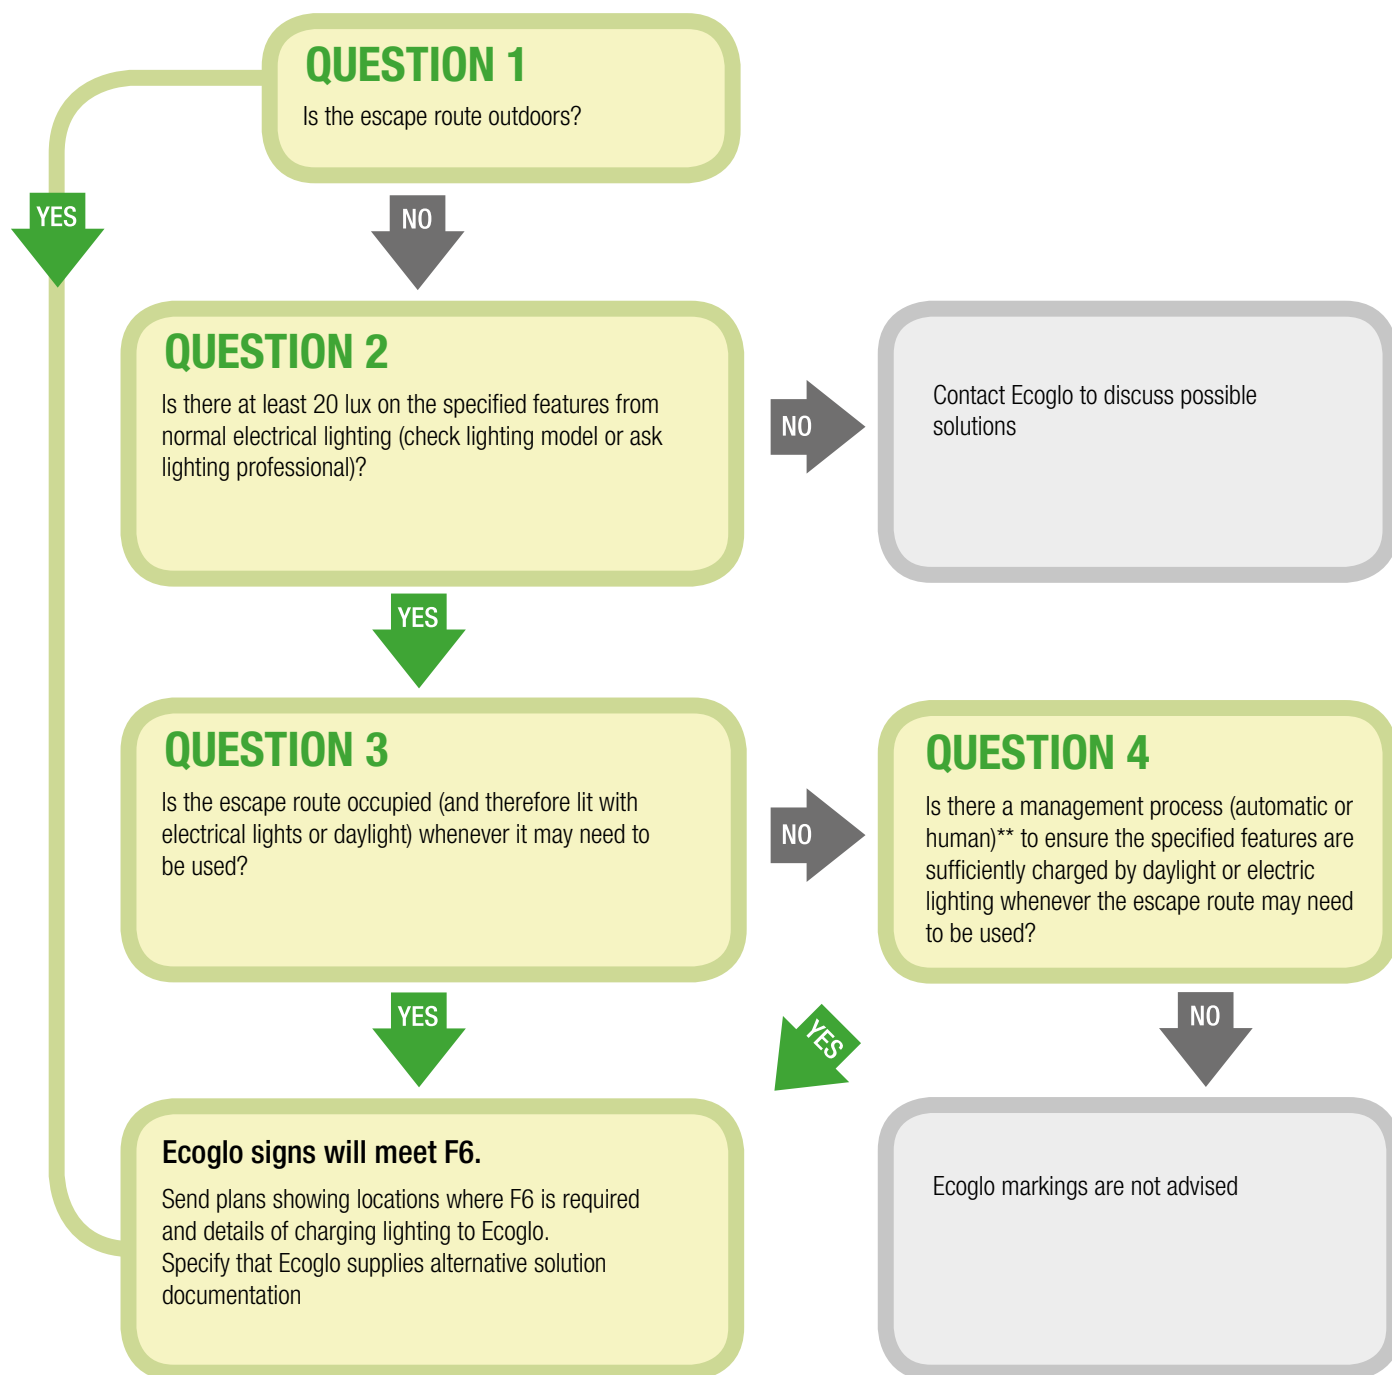 QUESTION 1
Is the escape route outdoors?
YES
NO
QUESTION 2
Is there at least 20 lux on the specified features from
normal electrical lighting (check lighting model or ask
lighting professional)?
NO
Contact Ecoglo to discuss possible
solutions
YES
QUESTION 3
Is the escape route occupied (and therefore lit with
electrical lights or daylight) whenever it may need to
be used?
NO
QUESTION 4
Is there a management process (automatic or
human)** to ensure the specified features are
sufficiently charged by daylight or electric
lighting whenever the escape route may need
to be used?
YES
YES
NO
Ecoglo signs will meet F6.
Send plans showing locations where F6 is required
and details of charging lighting to Ecoglo.
Specify that Ecoglo supplies alternative solution
documentation
Ecoglo markings are not advised